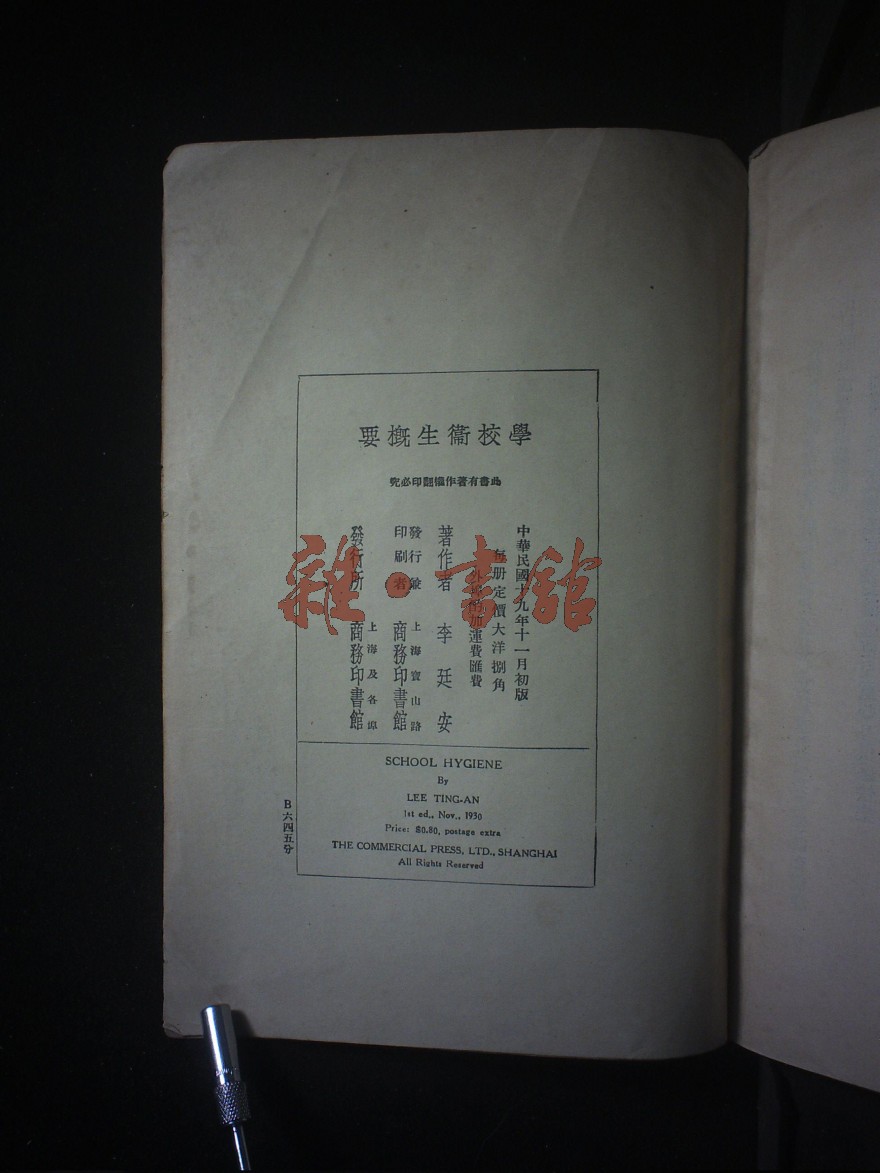 學校衞生槪要
此書有著作權翻印必究
中華民國十九年十一月初版
每册定價大洋捌角
外埠酌加運費匯費
著作者 李廷安
發行兼印刷者 上海寶山路 商務印書館
發行所 上海及各埠 商務印書館
雜·書館
SCHOOL HYGIENE
By
LEE TING-AN
1st ed., Nov., 1930
Price: $0.80, postage extra
THE COMMERCIAL PRESS, LTD., SHANGHAI
All Rights Reserved
B六四五分